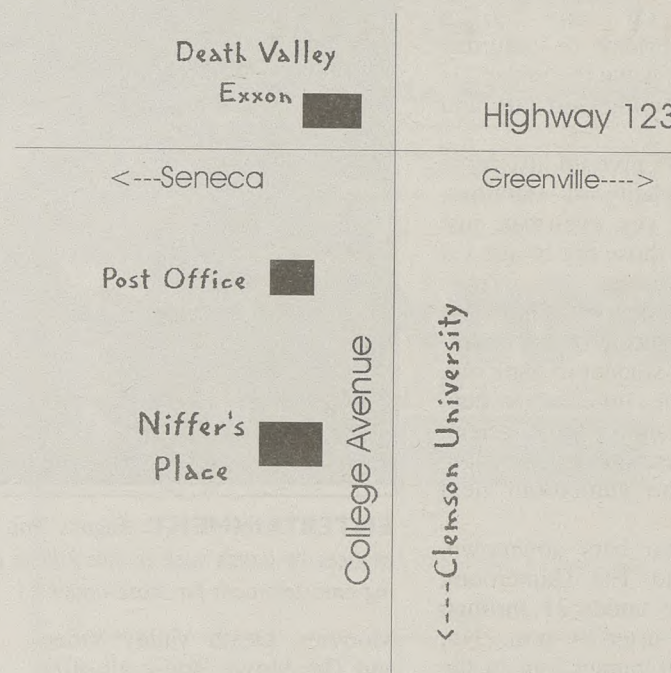 Death Valley
Exxon
Highway 123
<---Seneca
Greenville---->
Post Office
Niffer's
Place
College Avenue
<---Clemson University